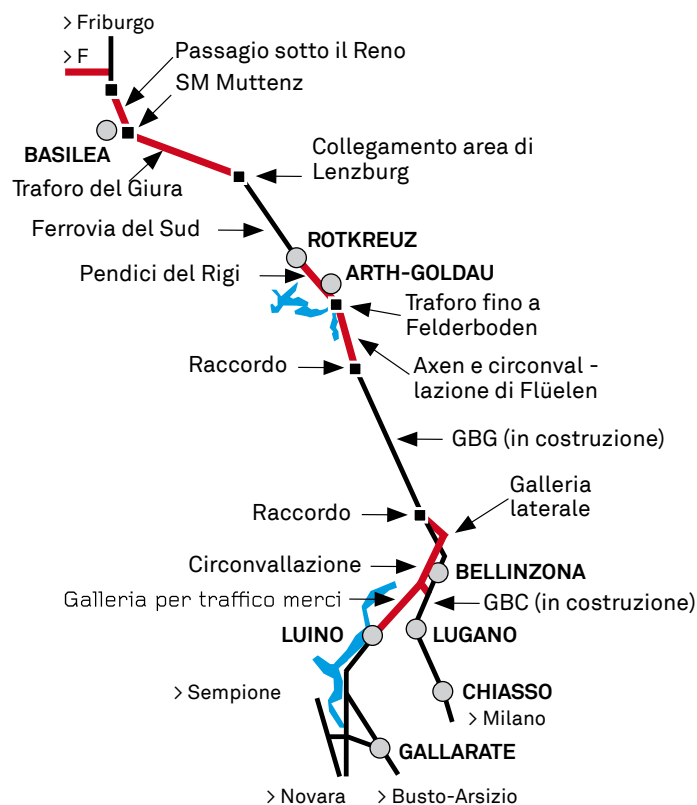 > Friburgo
> F
Passagio sotto il Reno
SM Muttenz
BASILEA
Traforo del Giura
Collegamento area di
Lenzburg
Ferrovia del Sud
ROTKREUZ
Pendici del Rigi
ARTH-GOLDAU
Traforo fino a
Felderboden
Raccordo
Axen e circonval -
lazione di Flüelen
GBG (in costruzione)
Galleria
laterale
Raccordo
Circonvallazione
BELLINZONA
Galleria per traffico merci
GBC (in costruzione)
LUINO
LUGANO
> Sempione
CHIASSO
> Milano
GALLARATE
> Novara
> Busto-Arsizio